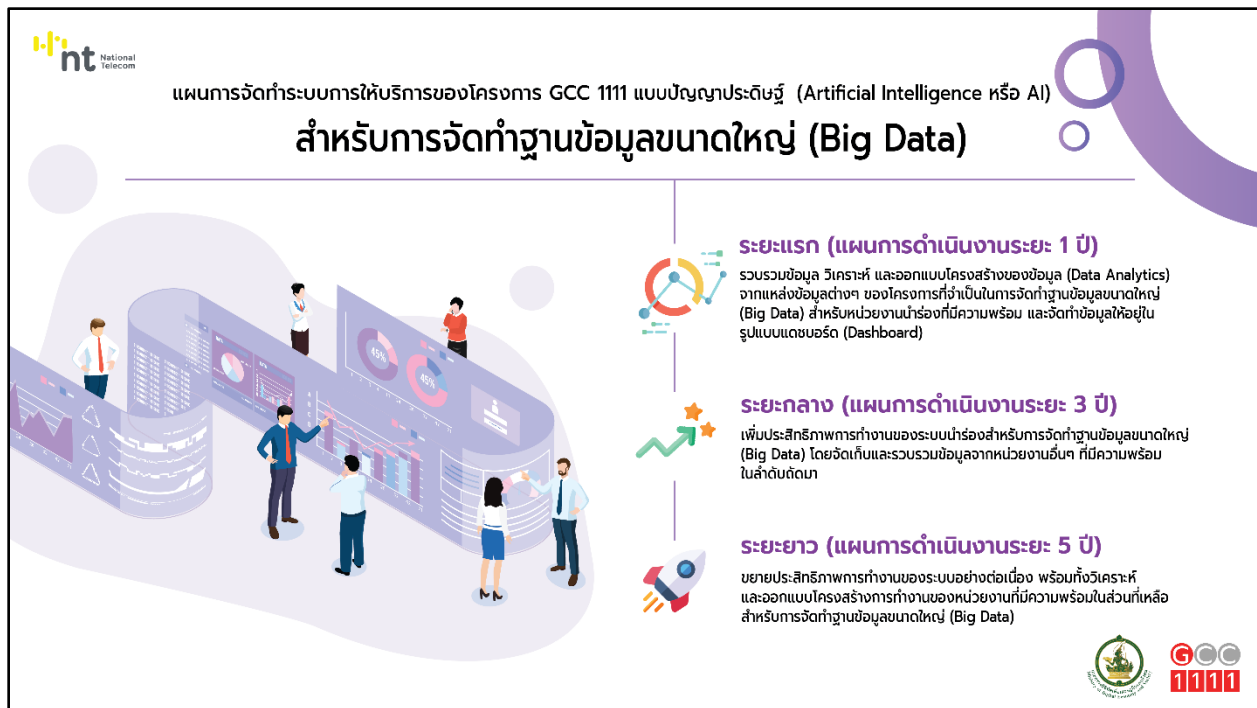 nt National
Telecom
แผนการจัดทำระบบการให้บริการของโครงการ GCC 1111 แบบปัญญาประดิษฐ์ (Artificial Intelligence หรือ AI)
สำหรับการจัดทำฐานข้อมูลขนาดใหญ่ (Big Data)
ระยะแรก (แผนการดำเนินงานระยะ 1 ปี)
รวบรวมข้อมูล วิเคราะห์ และออกแบบโครงสร้างของข้อมูล (Data Analytics)
จากแหล่งข้อมูลต่างๆ ของโครงการที่จำเป็นในการจัดทำฐานข้อมูลขนาดใหญ่
(Big Data) สำหรับหน่วยงานนำร่องที่มีความพร้อม และจัดทำข้อมูลให้อยู่ใน
รูปแบบแดชบอร์ด (Dashboard)
ระยะกลาง (แผนการดำเนินงานระยะ 3 ปี)
เพิ่มประสิทธิภาพการทำงานของระบบนำร่องสำหรับการจัดทำฐานข้อมูลขนาดใหญ่
(Big Data) โดยจัดเก็บและรวบรวมข้อมูลจากหน่วยงานอื่นๆ ที่มีความพร้อม
ในลำดับถัดมา
ระยะยาว (แผนการดำเนินงานระยะ 5 ปี)
ขยายประสิทธิภาพการทำงานของระบบอย่างต่อเนื่อง พร้อมทั้งวิเคราะห์
และออกแบบโครงสร้างการทำงานของหน่วยงานที่มีความพร้อมในส่วนที่เหลือ
สำหรับการจัดทำฐานข้อมูลขนาดใหญ่ (Big Data)
45%
45%
GCC
1111